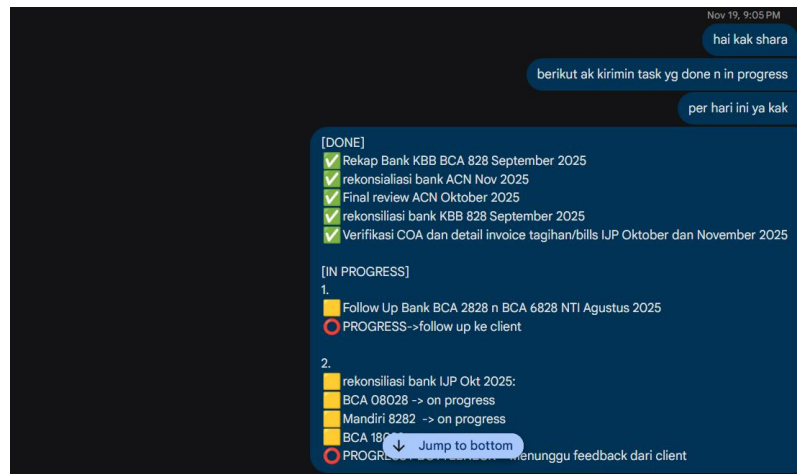 Nov 19, 9:05 PM
hai kak shara
berikut ak kirimin task yg done n in progress
per hari ini ya kak
[DONE]
✅ Rekap Bank KBB BCA 828 September 2025
✅ rekonsialiasi bank ACN Nov 2025
✅ Final review ACN Oktober 2025
✅ rekonsiliasi bank KBB 828 September 2025
✅ Verifikasi COA dan detail invoice tagihan/bills IJP Oktober dan November 2025
[IN PROGRESS]
1.
🟨 Follow Up Bank BCA 2828 n BCA 6828 NTI Agustus 2025
⭕ PROGRESS->follow up ke client
2.
🟨 rekonsiliasi bank IJP Okt 2025:
🟨 BCA 08028 -> on progress
🟨 Mandiri 8282 -> on progress
🟨 BCA
↓ Jump to bottom
⭕ feedback dari client